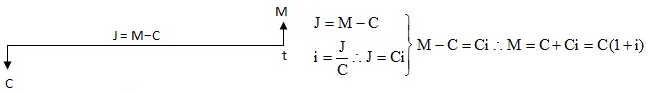 M
J = M–C
t
C
J = M – C
i = J/C ∴ J = Ci } M – C = Ci ∴ M = C + Ci = C(1 + i)